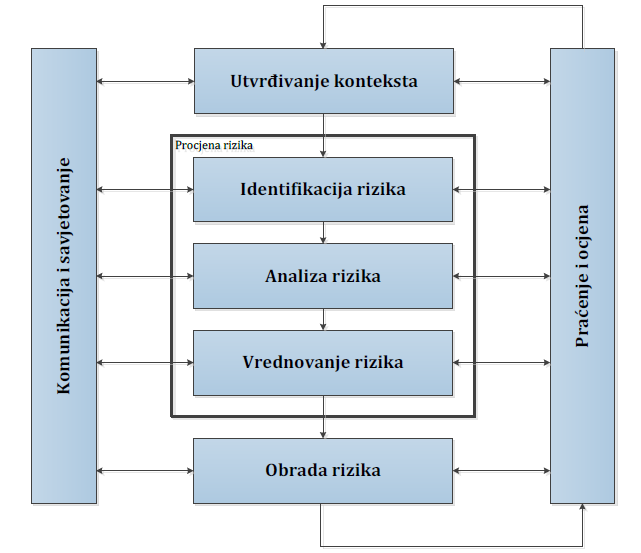 Utvrđivanje konteksta
Procjena rizika
Identifikacija rizika
Analiza rizika
Vrednovanje rizika
Obrada rizika
Komunikacija i savjetovanje
Praćenje i ocjena